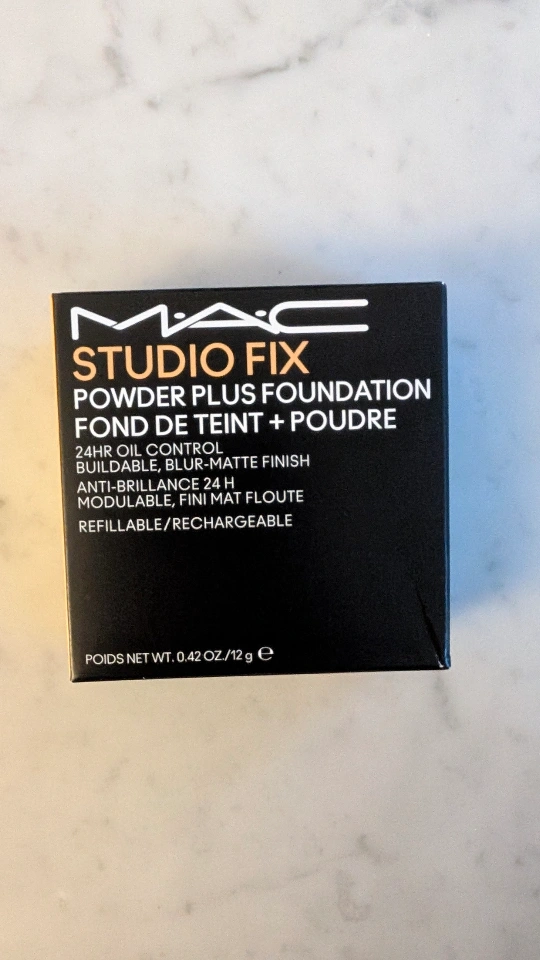 M·A·C
STUDIO FIX
POWDER PLUS FOUNDATION
FOND DE TEINT + POUDRE
24HR OIL CONTROL
BUILDABLE, BLUR-MATTE FINISH
ANTI-BRILLANCE 24 H
MODULABLE, FINI MAT FLOUTE
REFILLABLE/RECHARGEABLE
POIDS NET WT. 0.42 OZ./12 g ℮